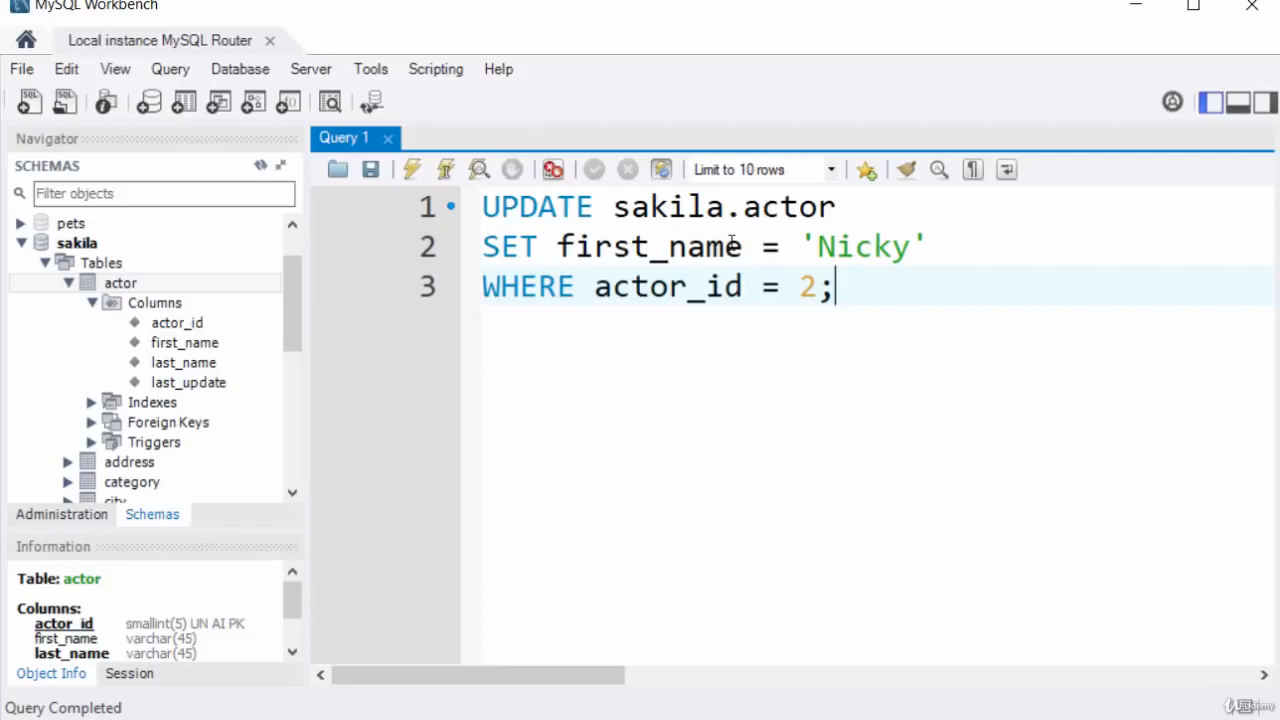 MySQL Workbench
Local instance MySQL Router
File Edit View Query Database Server Tools Scripting Help
Navigator
SCHEMAS
Filter objects
pets
sakila
Tables
actor
Columns
actor_id
first_name
last_name
last_update
Indexes
Foreign Keys
Triggers
address
category
city
Administration Schemas
Information
Table: actor
Columns:
actor_id smallint(5) UN AI PK
first_name varchar(45)
last_name varchar(45)
Object Info Session
Query Completed
Query 1
Limit to 10 rows
1 UPDATE sakila.actor
2 SET first_name = 'Nicky'
3 WHERE actor_id = 2;